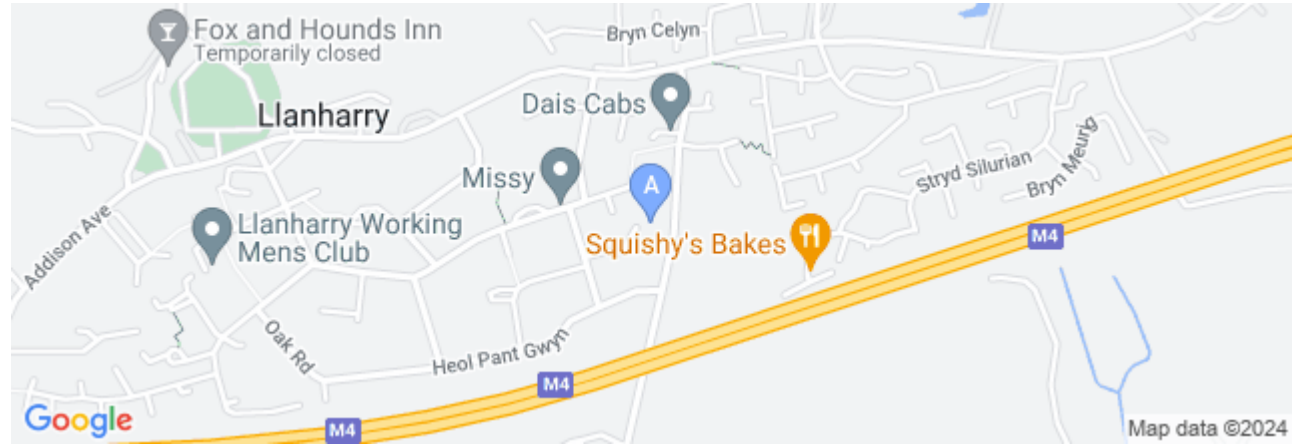 Fox and Hounds Inn
Temporarily closed
Bryn Celyn
Llanharry
Dais Cabs
Missy
A
Stryd Silurian
Bryn Meurig
Addison Ave
Llanharry Working
Mens Club
Squishy's Bakes
M4
Oak Rd
Heol Pant Gwyn
M4
M4
Google
Map data ©2024